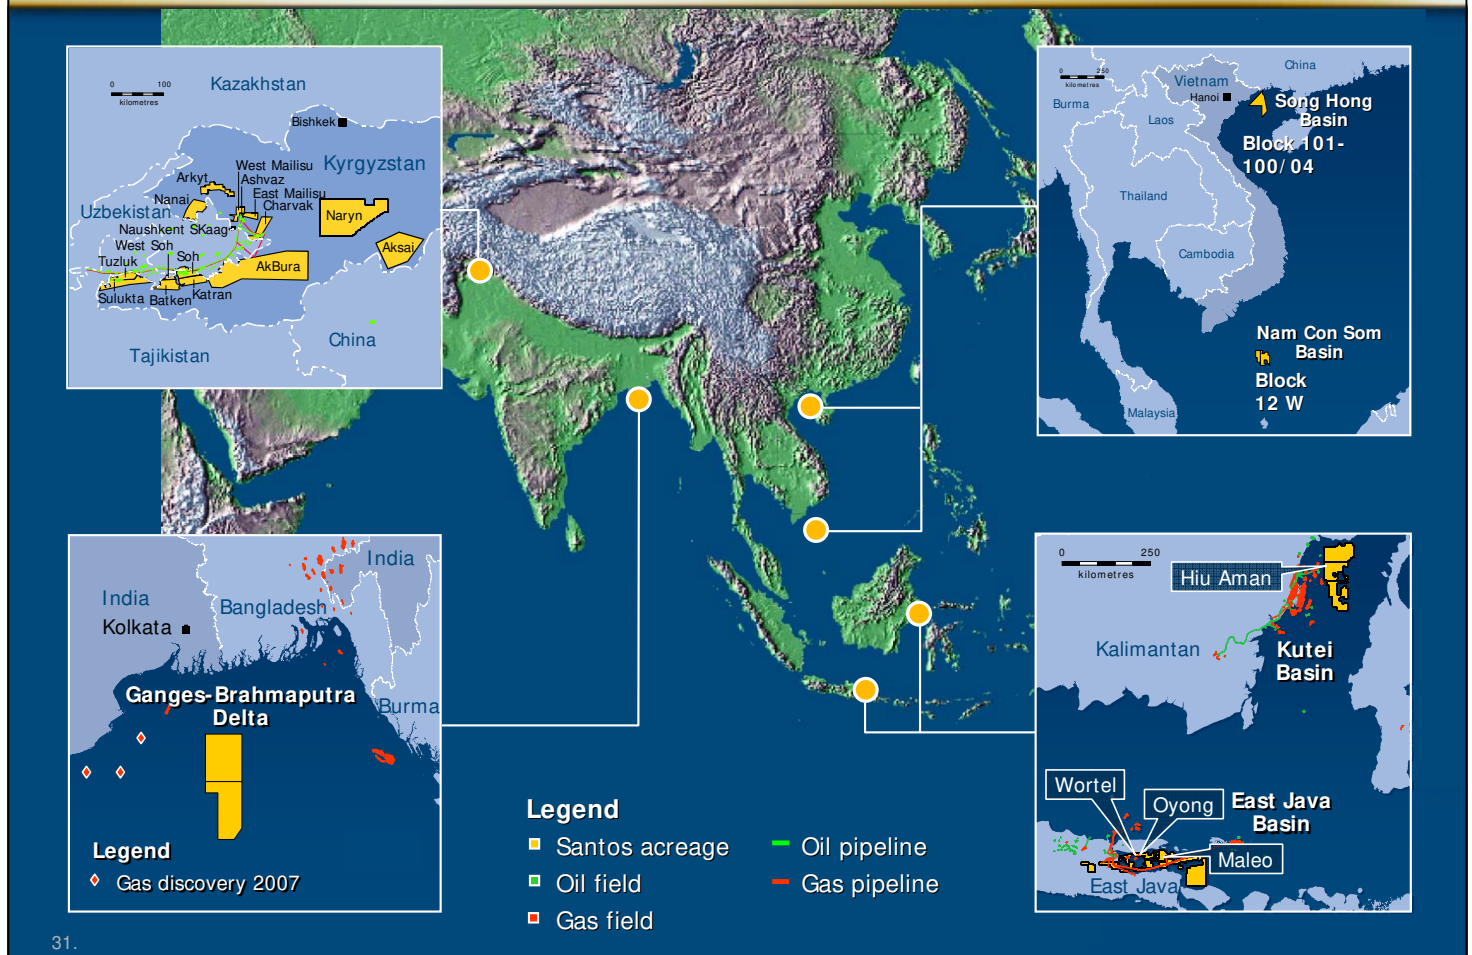 0 100
kilometres
Kazakhstan
Bishkek
Kyrgyzstan
West Mailisu
Arkyt
Ashvaz
East Mailisu
Nanai
Charvak
Uzbekistan
Naryn
Naushkent SKaag
West Soh
Soh
Aksai
Tuzluk
AkBura
Sulukta
Batken
Katran
China
Tajikistan
0 250
kilometres
China
Vietnam
Hanoi
Burma
Laos
Song Hong
Basin
Block 101-
100/04
Thailand
Cambodia
Nam Con Som
Basin
Block
12 W
Malaysia
India
India
Bangladesh
Kolkata
Ganges-Brahmaputra
Delta
Burma
Legend
Gas discovery 2007
0 250
kilometres
Hiu Aman
Kalimantan
Kutei
Basin
Wortel
Oyong
East Java
Basin
Maleo
East Java
Legend
Santos acreage
Oil field
Gas field
Oil pipeline
Gas pipeline
31.